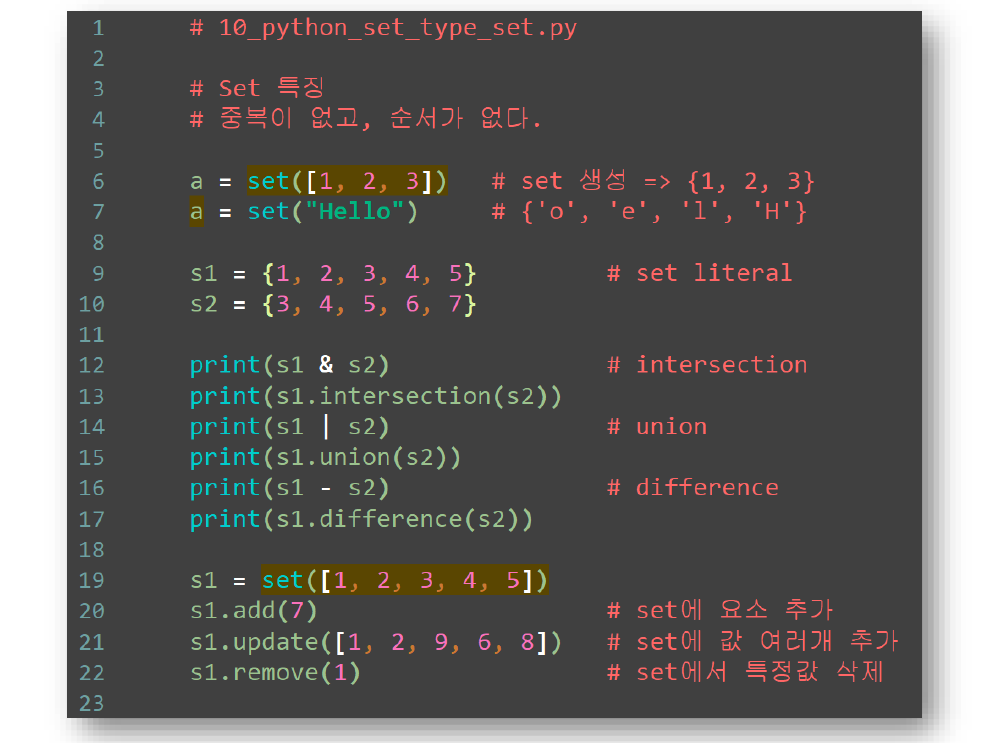 1 # 10_python_set_type_set.py
2
3 # Set 특징
4 # 중복이 없고, 순서가 없다.
5
6 a = set([1, 2, 3]) # set 생성 => {1, 2, 3}
7 a = set("Hello") # {'o', 'e', 'l', 'H'}
8
9 s1 = {1, 2, 3, 4, 5} # set literal
10 s2 = {3, 4, 5, 6, 7}
11
12 print(s1 & s2) # intersection
13 print(s1.intersection(s2))
14 print(s1 | s2) # union
15 print(s1.union(s2))
16 print(s1 - s2) # difference
17 print(s1.difference(s2))
18
19 s1 = set([1, 2, 3, 4, 5])
20 s1.add(7) # set에 요소 추가
21 s1.update([1, 2, 9, 6, 8]) # set에 값 여러개 추가
22 s1.remove(1) # set에서 특정값 삭제
23